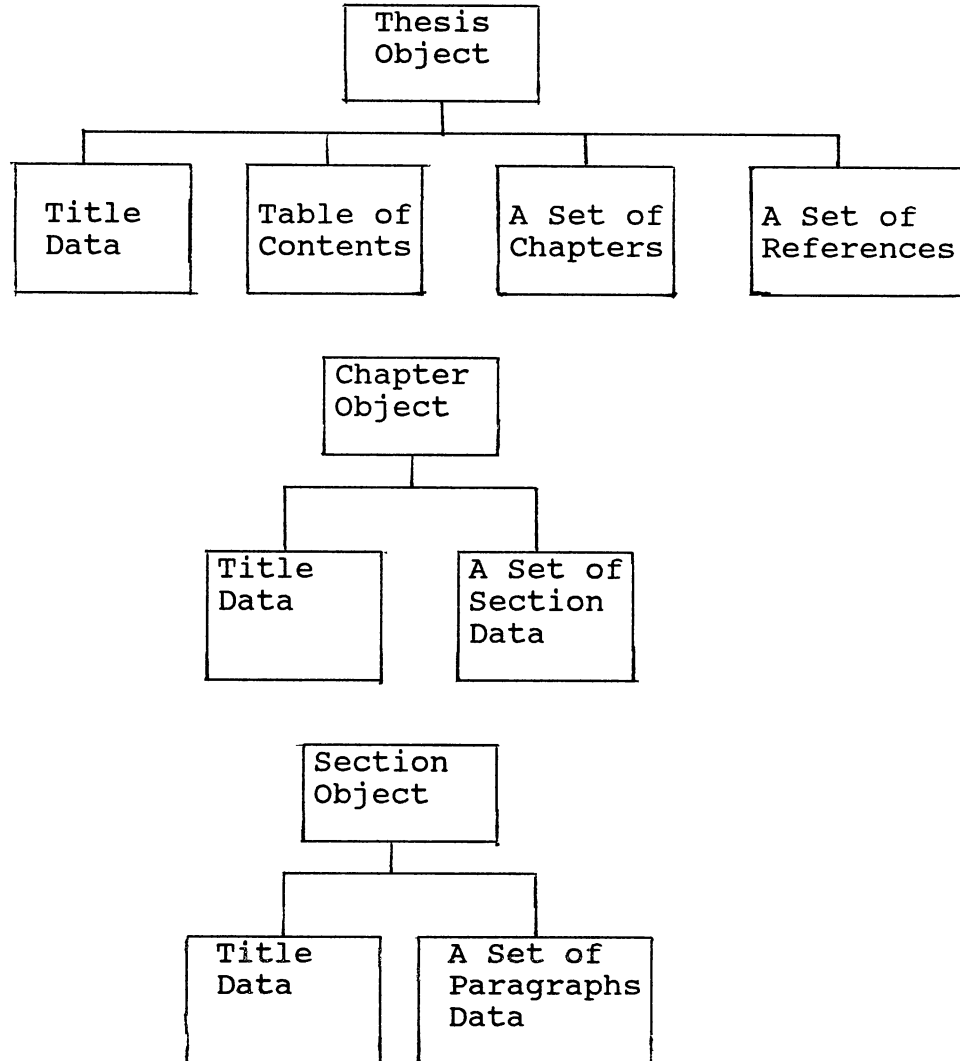 Thesis
Object
Title
Data
Table of
Contents
A Set of
Chapters
A Set of
References
Chapter
Object
Title
Data
A Set of
Section
Data
Section
Object
Title
Data
A Set of
Paragraphs
Data